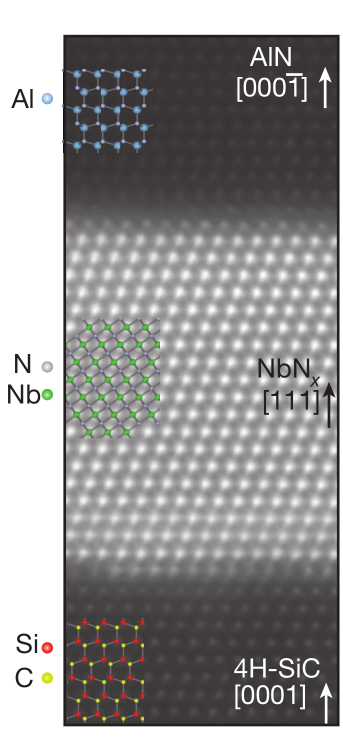 AlN
[0001̅]
Al
N
Nb
NbNₓ
[111]
Si
C
4H-SiC
[0001]